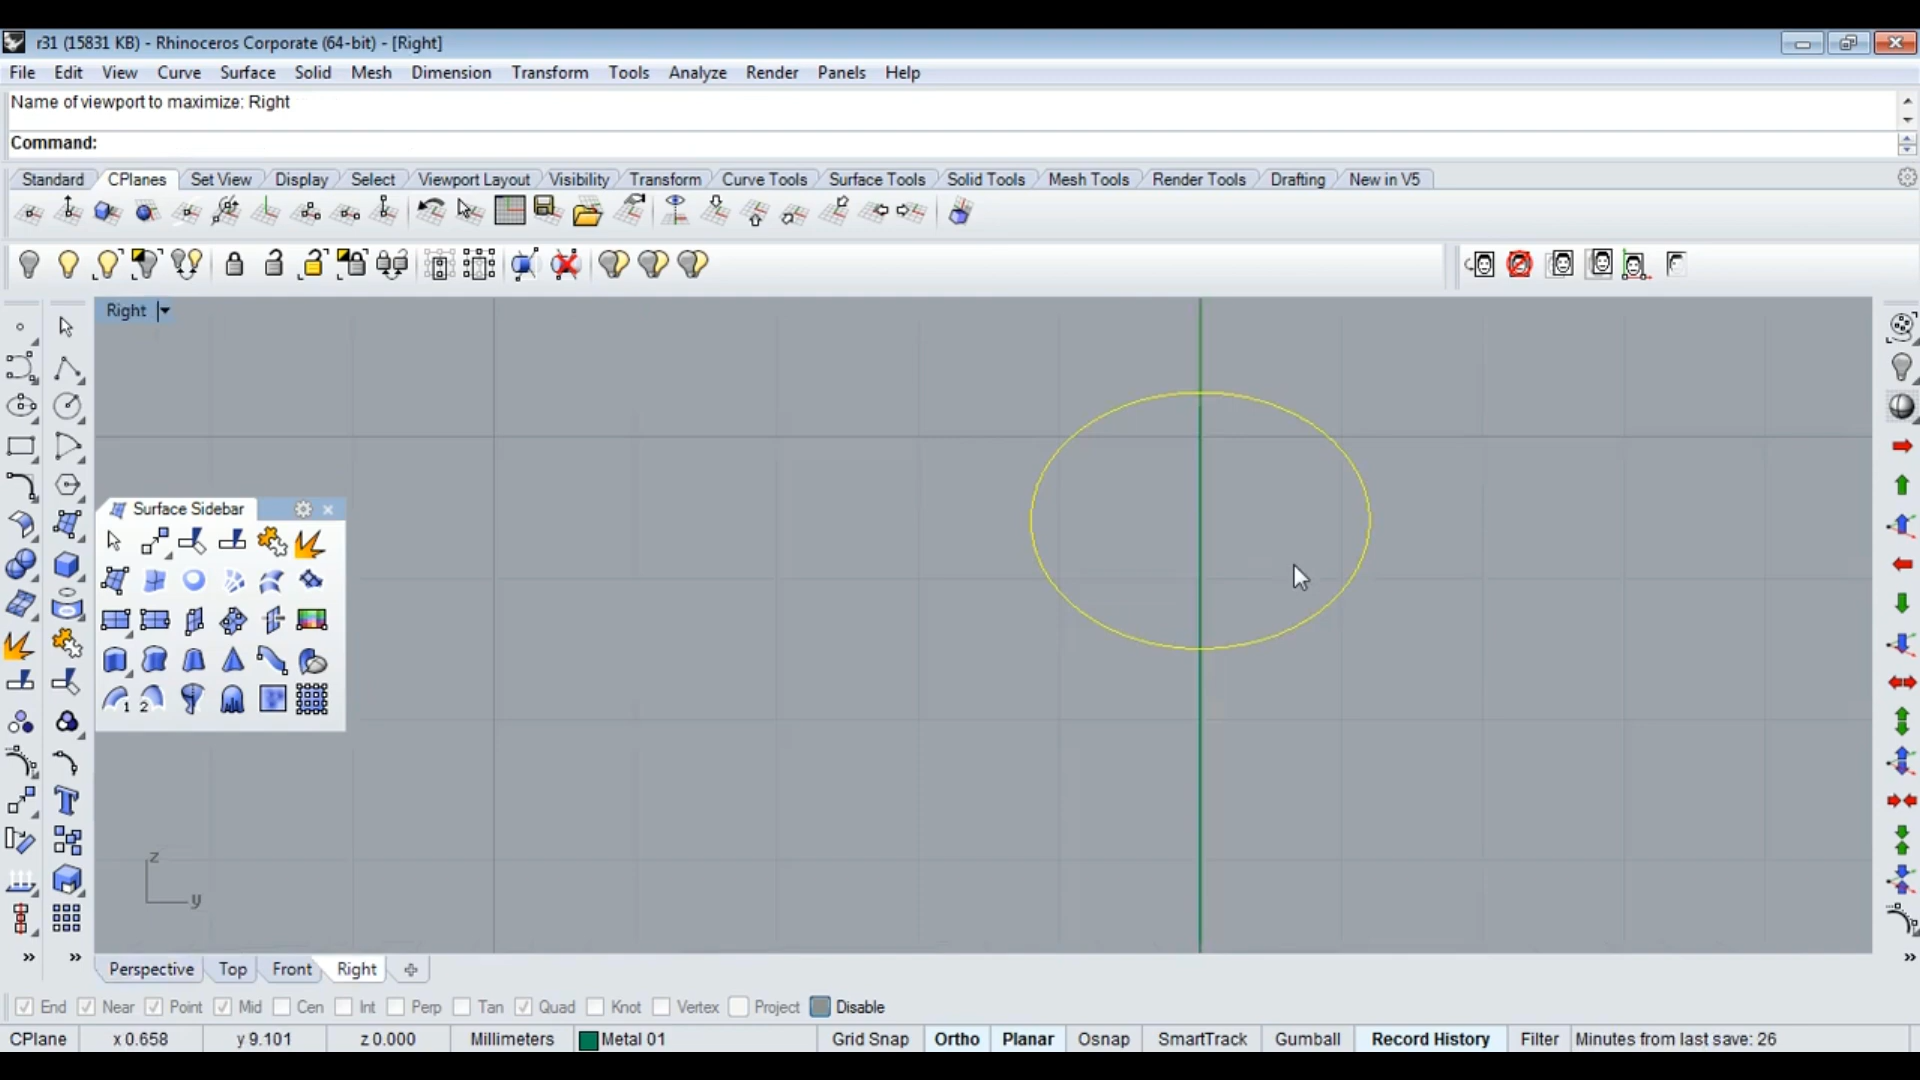 r31 (15831 KB) - Rhinoceros Corporate (64-bit) - [Right]
File Edit View Curve Surface Solid Mesh Dimension Transform Tools Analyze Render Panels Help
Name of viewport to maximize: Right
Command:
Standard CPlanes Set View Display Select Viewport Layout Visibility Transform Curve Tools Surface Tools Solid Tools Mesh Tools Render Tools Drafting New in V5
Right
Surface Sidebar
1 2
z
y
Perspective Top Front Right
End Near Point Mid Cen Int Perp Tan Quad Knot Vertex Project Disable
CPlane x 0.658 y 9.101 z 0.000 Millimeters Metal 01 Grid Snap Ortho Planar Osnap SmartTrack Gumball Record History Filter Minutes from last save: 26